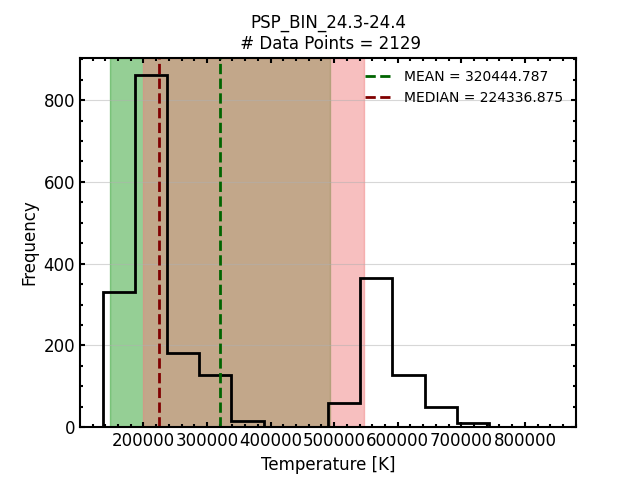 PSP_BIN_24.3-24.4
# Data Points = 2129
MEAN = 320444.787
MEDIAN = 224336.875
Frequency
800
600
400
200
0
200000 300000 400000 500000 600000 700000 800000
Temperature [K]